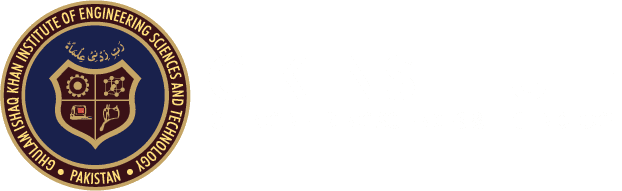 GHULAM ISHAQ KHAN INSTITUTE OF ENGINEERING SCIENCES AND TECHNOLOGY
رَبِّ زِدْنِي عِلْمًا
• PAKISTAN •